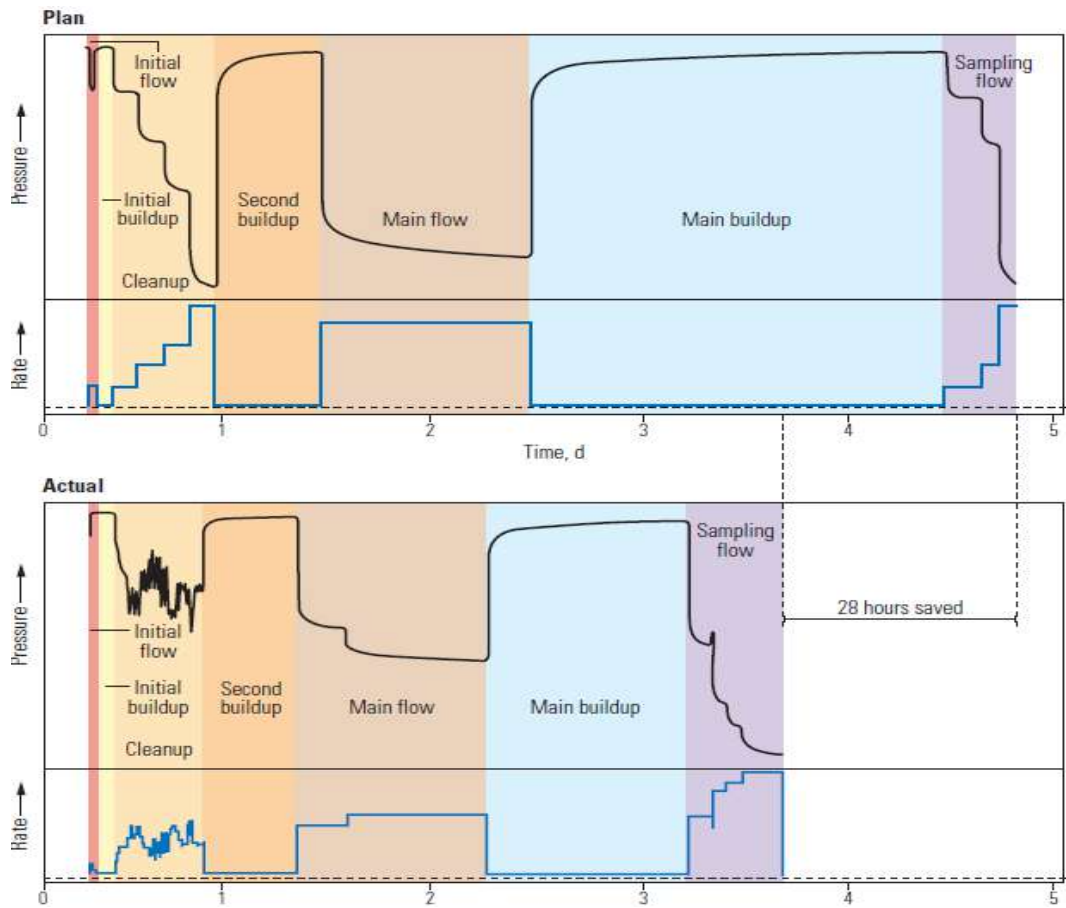 Plan
Initial
flow
Sampling
flow
Pressure
Initial
buildup
Second
buildup
Main flow
Main buildup
Cleanup
Rate
0
1
2
3
4
5
Time, d
Actual
Sampling
flow
28 hours saved
Pressure
Initial
flow
Initial
buildup
Second
buildup
Main flow
Main buildup
Cleanup
Rate
0
1
2
3
4
5